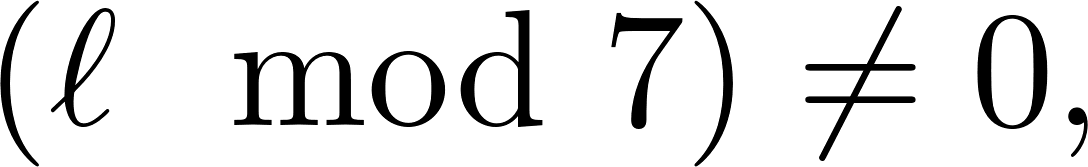 (ℓ mod 7) ≠ 0,